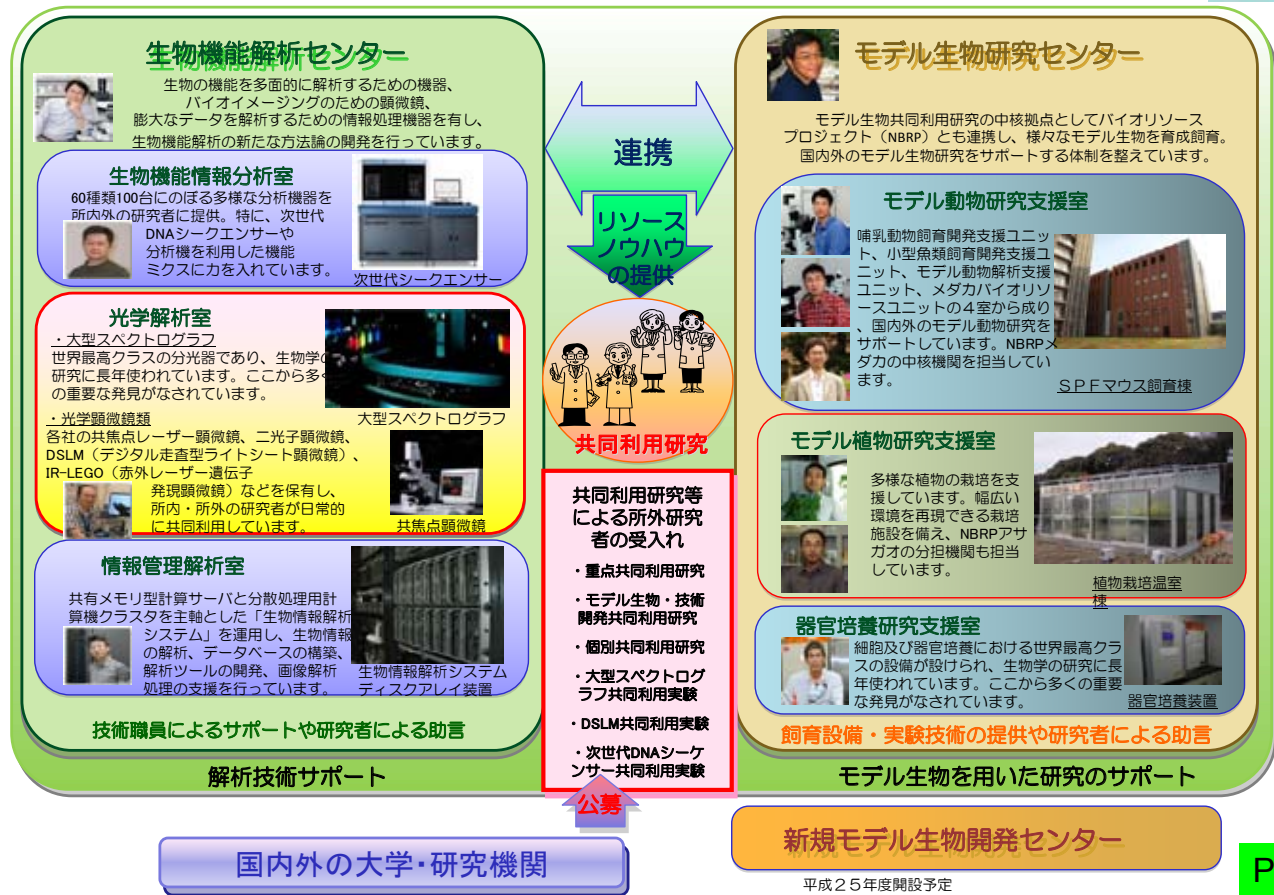 生物機能解析センター
生物の機能を多面的に解析するための機器、
バイオイメージングのための顕微鏡、
膨大なデータを解析するための情報処理機器を有し、
生物機能解析の新たな方法論の開発を行っています。
生物機能情報分析室
60種類100台にのぼる多様な分析機器を
所内外の研究者に提供。特に、次世代
DNAシークエンサーや
分析機を利用した機能
ミクスに力を入れています。
次世代シークエンサー
光学解析室
・大型スペクトログラフ
世界最高クラスの分光器であり、生物学の
研究に長年使われています。ここから多く
の重要な発見がなされています。
大型スペクトログラフ
・光学顕微鏡類
各社の共焦点レーザー顕微鏡、二光子顕微鏡、
DSLM（デジタル走査型ライトシート顕微鏡）、
IR-LEGO（赤外レーザー遺伝子
発現顕微鏡）などを保有し、
所内・所外の研究者が日常的
に共同利用しています。
共焦点顕微鏡
情報管理解析室
共有メモリ型計算サーバと分散処理用計
算機クラスタを主軸とした「生物情報解析
システム」を運用し、生物情報
の解析、データベースの構築、
解析ツールの開発、画像解析
処理の支援を行っています。
生物情報解析システム
ディスクアレイ装置
技術職員によるサポートや研究者による助言
解析技術サポート
連携
リソース
ノウハウ
の提供
共同利用研究
共同利用研究等
による所外研究
者の受入れ
・重点共同利用研究
・モデル生物・技術
開発共同利用研究
・個別共同利用研究
・大型スペクトログ
ラフ共同利用実験
・DSLM共同利用実験
・次世代DNAシーケ
ンサー共同利用実験
公募
国内外の大学・研究機関
モデル生物研究センター
モデル生物共同利用研究の中核拠点としてバイオリソース
プロジェクト（NBRP）とも連携し、様々なモデル生物を育成飼育。
国内外のモデル生物研究をサポートする体制を整えています。
モデル動物研究支援室
哺乳動物飼育開発支援ユニッ
ト、小型魚類飼育開発支援ユ
ニット、モデル動物解析支援
ユニット、メダカバイオリソ
ースユニットの４室から成り
、国内外のモデル動物研究を
サポートしています。NBRPメ
ダカの中核機関を担当してい
ます。
ＳＰＦマウス飼育棟
モデル植物研究支援室
多様な植物の栽培を支
援しています。幅広い
環境を再現できる栽培
施設を備え、NBRPアサ
ガオの分担機関も担当
しています。
植物栽培温室
棟
器官培養研究支援室
細胞及び器官培養における世界最高クラ
スの設備が設けられ、生物学の研究に長
年使われています。ここから多くの重要
な発見がなされています。
器官培養装置
飼育設備・実験技術の提供や研究者による助言
モデル生物を用いた研究のサポート
新規モデル生物開発センター
平成２５年度開設予定
P